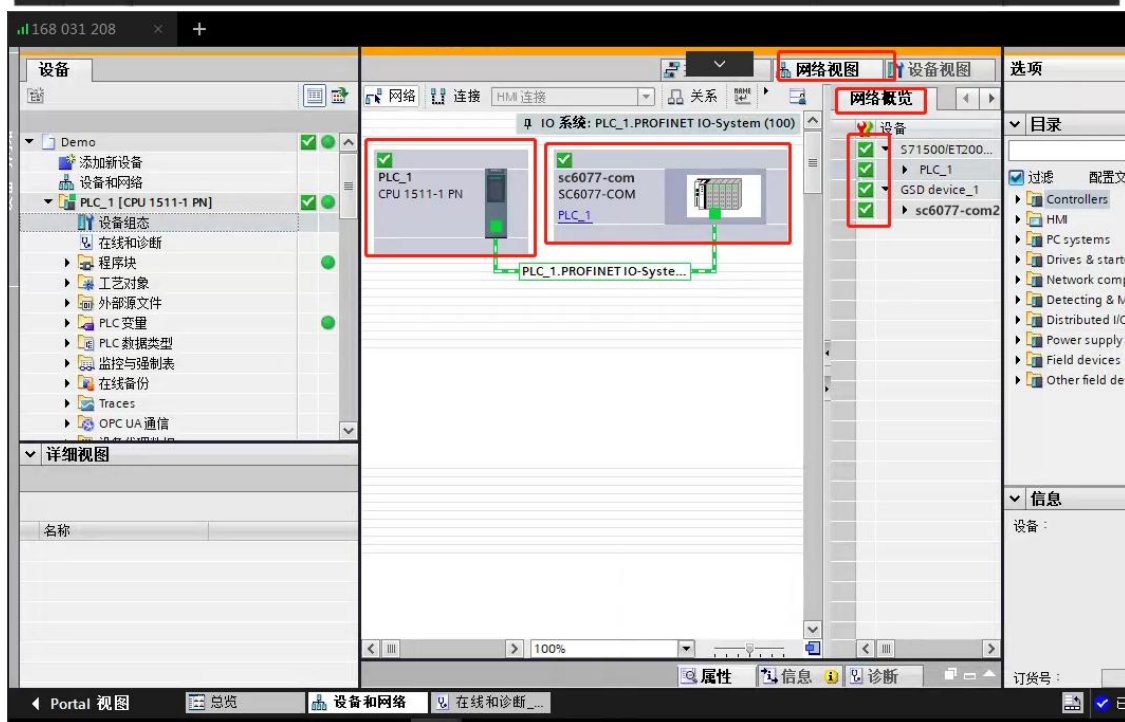 168 031 208
设备
网络视图
设备视图
选项
网络
连接
HMI 连接
关系
网络概览
IO 系统: PLC_1.PROFINET IO-System (100)
目录
Demo
添加新设备
设备和网络
PLC_1 [CPU 1511-1 PN]
设备组态
在线和诊断
程序块
工艺对象
外部源文件
PLC 变量
PLC 数据类型
监控与强制表
在线备份
Traces
OPC UA 通信
PLC_1
CPU 1511-1 PN
sc6077-com
SC6077-COM
PLC_1
PLC_1.PROFINET IO-Syste...
设备
S71500/ET200...
PLC_1
GSD device_1
sc6077-com2
过滤
Controllers
HMI
PC systems
Drives & start
Network com
Detecting & M
Distributed I/O
Power supply
Field devices
Other field de
详细视图
名称
信息
设备:
100%
属性
信息
诊断
订货号:
Portal 视图
总览
设备和网络
在线和诊断_...